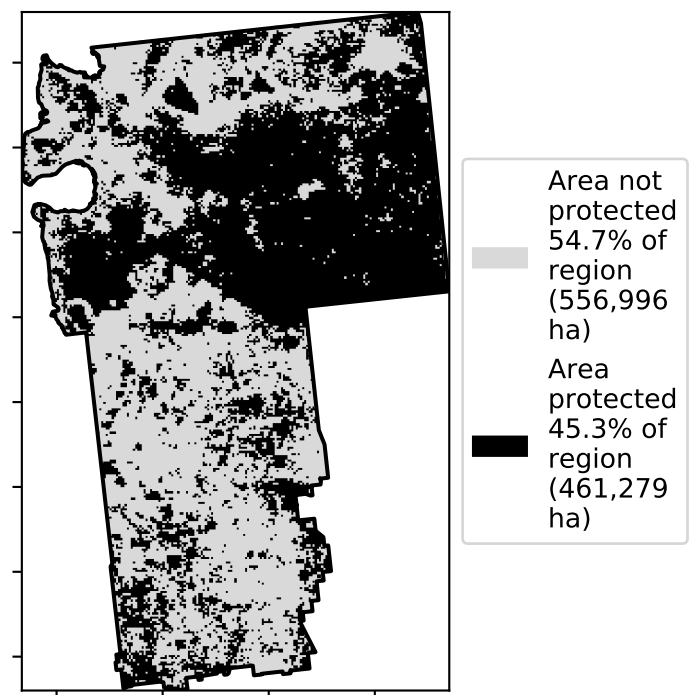 Area not
protected
54.7% of
region
(556,996
ha)
Area
protected
45.3% of
region
(461,279
ha)